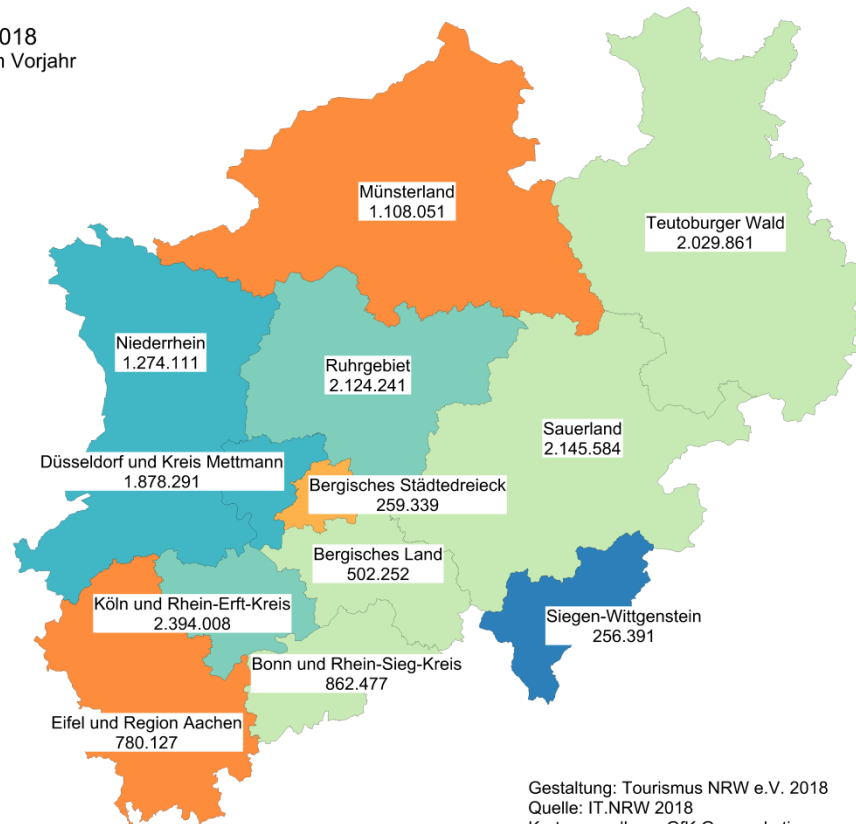 018
Vorjahr
Münsterland
1.108.051
Teutoburger Wald
2.029.861
Niederrhein
1.274.111
Ruhrgebiet
2.124.241
Sauerland
2.145.584
Düsseldorf und Kreis Mettmann
1.878.291
Bergisches Städtedreieck
259.339
Bergisches Land
502.252
Köln und Rhein-Erft-Kreis
2.394.008
Siegen-Wittgenstein
256.391
Bonn und Rhein-Sieg-Kreis
862.477
Eifel und Region Aachen
780.127
Gestaltung: Tourismus NRW e.V. 2018
Quelle: IT.NRW 2018